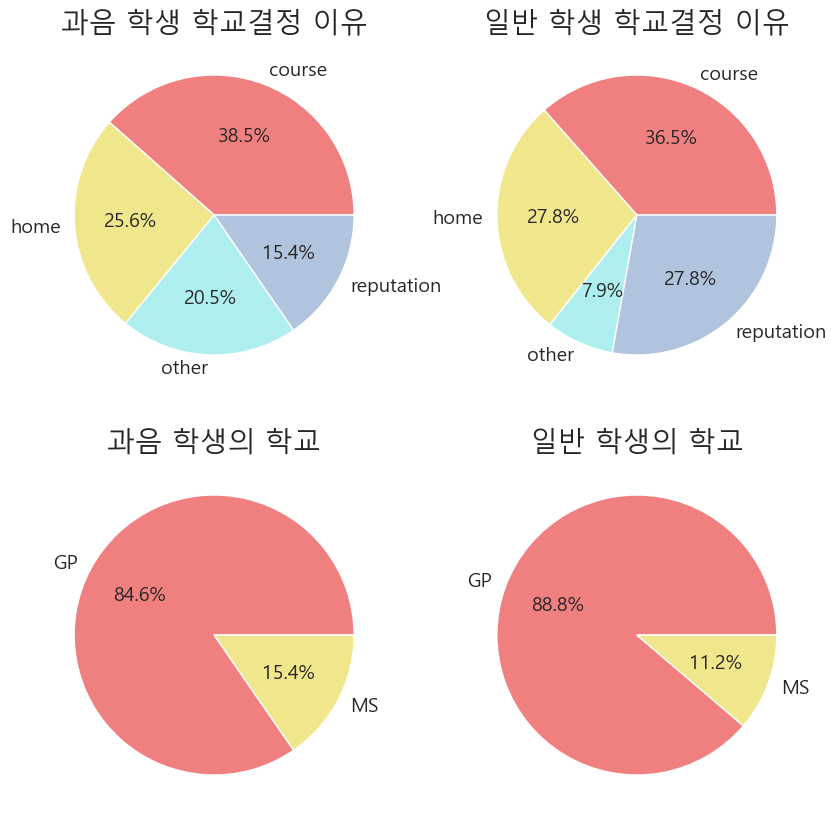 과음 학생 학교결정 이유
course
38.5%
home
25.6%
15.4%
reputation
20.5%
other
일반 학생 학교결정 이유
course
36.5%
home
27.8%
27.8%
7.9%
reputation
other
과음 학생의 학교
GP
84.6%
15.4%
MS
일반 학생의 학교
GP
88.8%
11.2%
MS